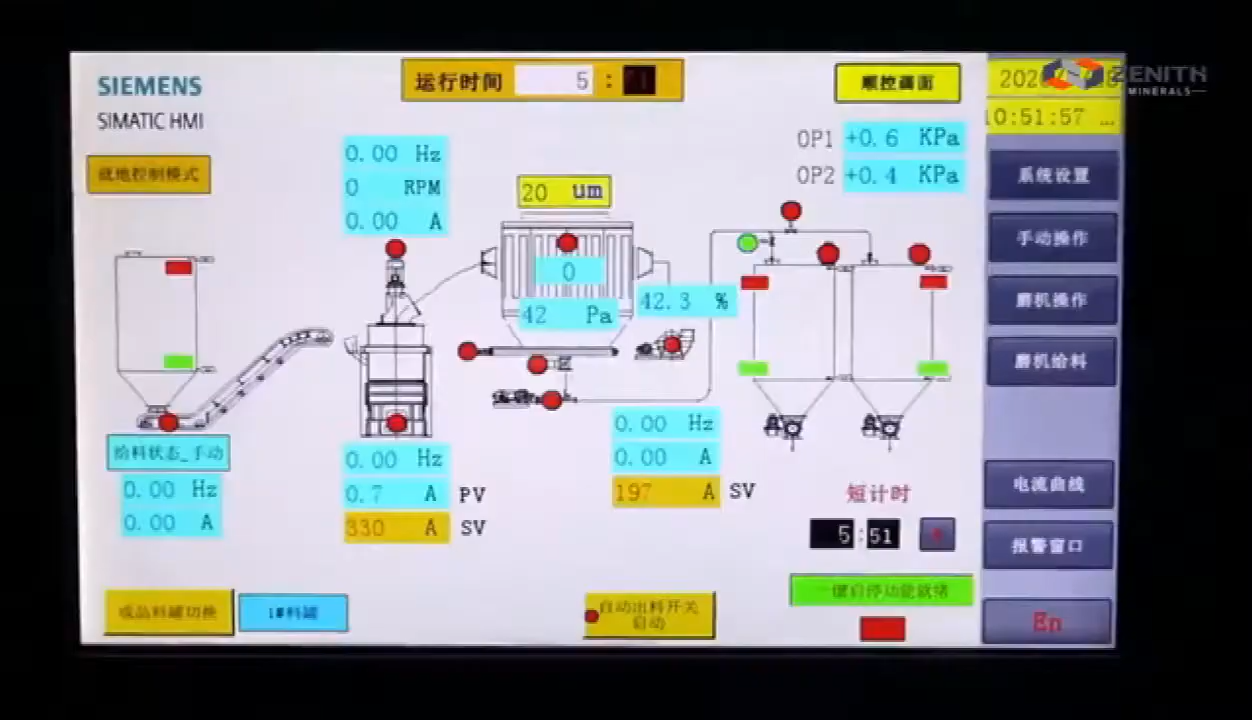 SIEMENS
SIMATIC HMI
运行时间 5 :
顺控画面
ZENITH
MINERALS
10:51:57 ...
OP1 +0.6 KPa
OP2 +0.4 KPa
就地控制模式
0.00 Hz
0 RPM
0.00 A
20 um
0
42 Pa
42.3 %
系统设置
手动操作
磨机操作
磨机给料
电流曲线
报警窗口
En
给料状态_手动
0.00 Hz
0.00 A
0.00 Hz
0.7 A PV
330 A SV
0.00 Hz
0.00 A
197 A SV
短计时
5:51
成品料罐切换
1#料罐
自动出料开关
启动
一键启停功能就绪